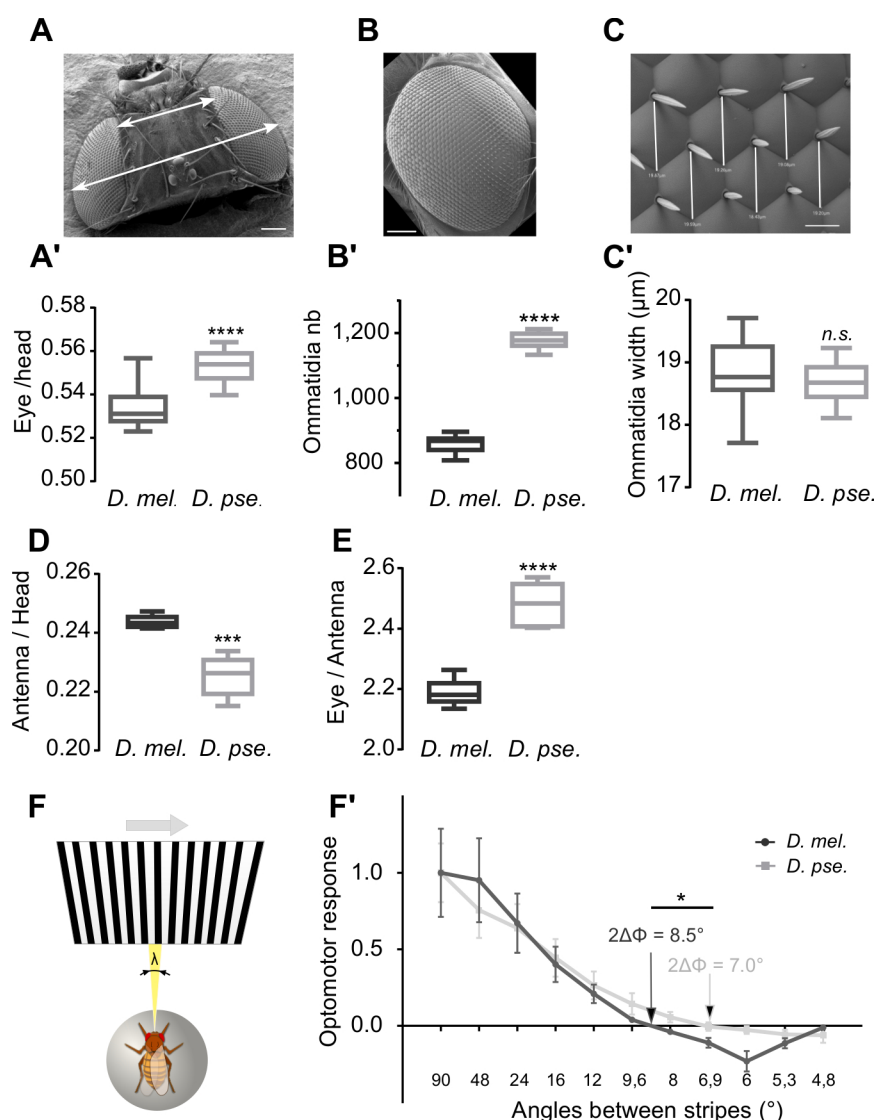 A
B
C
A'
Eye /head
0.58
0.56
0.54
0.52
0.50
****
D. mel.
D. pse.
B'
Ommatidia nb
1,200
1,000
800
****
D. mel.
D. pse.
C'
Ommatidia width (µm)
20
19
18
17
n.s.
D. mel.
D. pse.
D
Antenna / Head
0.26
0.24
0.22
0.20
***
D. mel.
D. pse.
E
Eye / Antenna
2.6
2.4
2.2
2.0
****
D. mel.
D. pse.
F
λ
F'
Optomotor response
1.0
0.5
0.0
D. mel.
D. pse.
*
2ΔΦ = 8.5°
2ΔΦ = 7.0°
90 48 24 16 12 9,6 8 6,9 6 5,3 4,8
Angles between stripes (°)